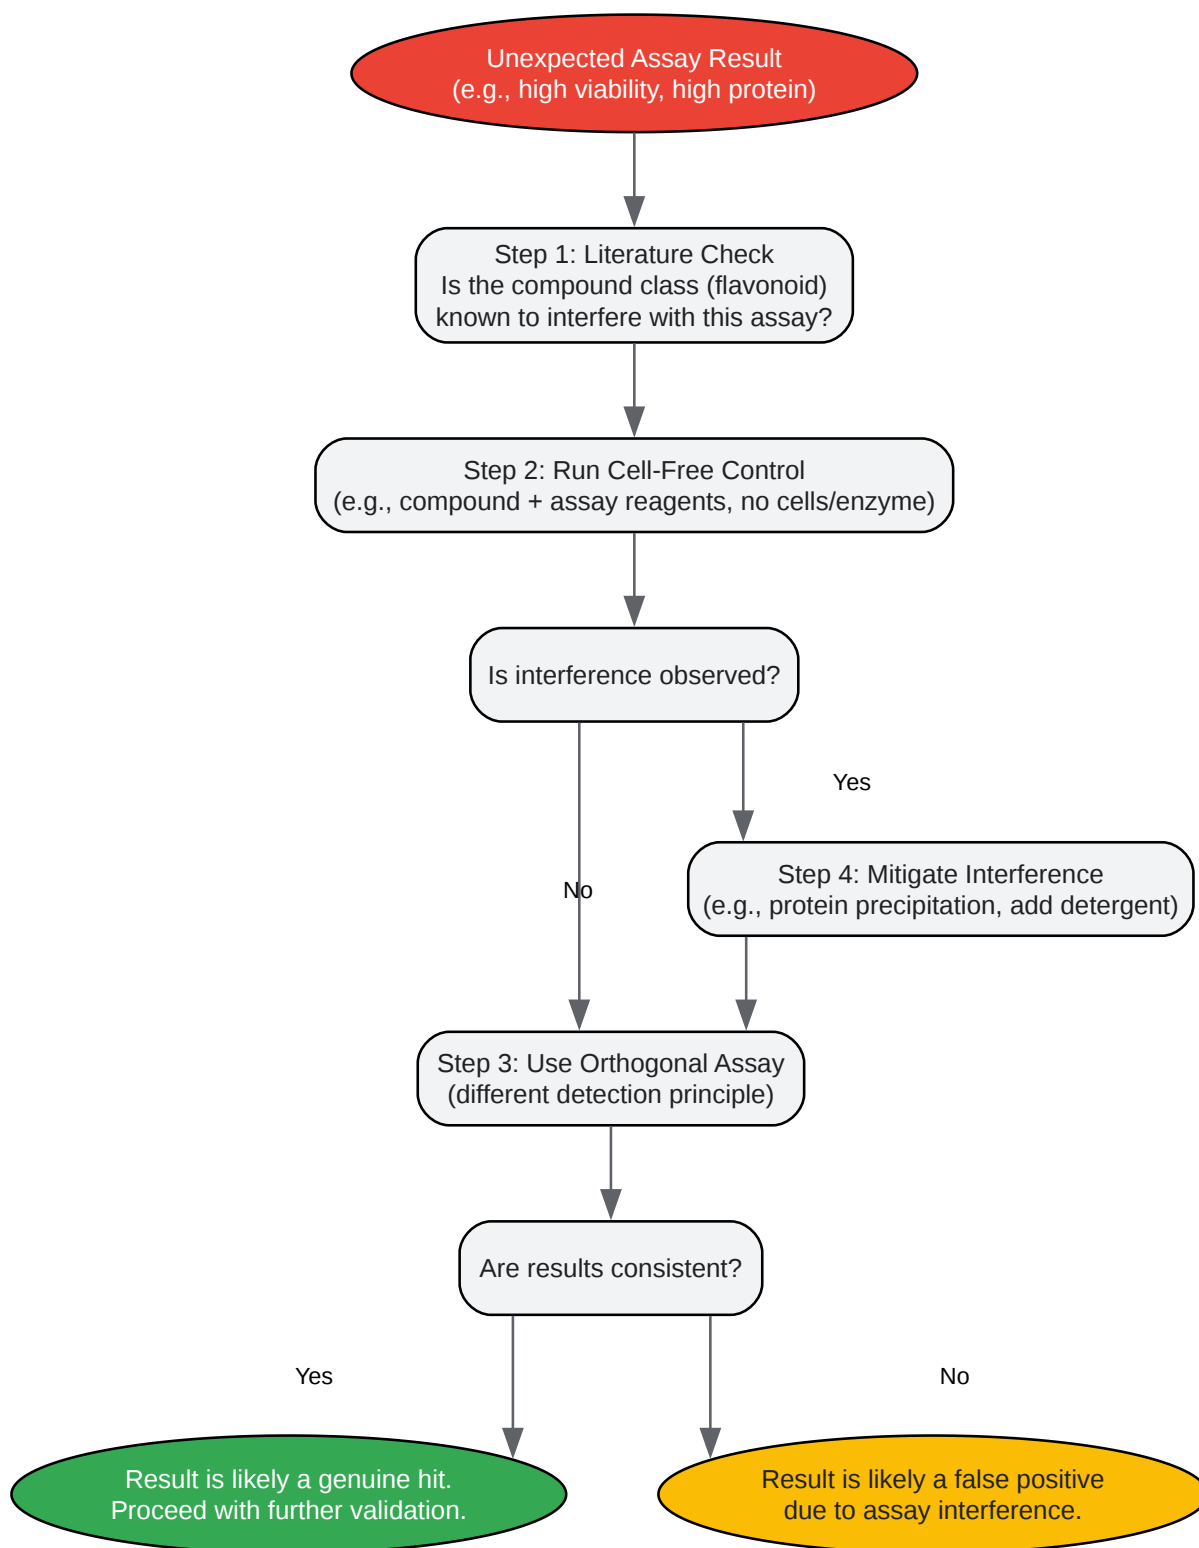 Unexpected Assay Result
(e.g., high viability, high protein)
Step 1: Literature Check
Is the compound class (flavonoid)
known to interfere with this assay?
Step 2: Run Cell-Free Control
(e.g., compound + assay reagents, no cells/enzyme)
Is interference observed?
Yes
Step 4: Mitigate Interference
(e.g., protein precipitation, add detergent)
No
Step 3: Use Orthogonal Assay
(different detection principle)
Are results consistent?
Yes
No
Result is likely a genuine hit.
Proceed with further validation.
Result is likely a false positive
due to assay interference.